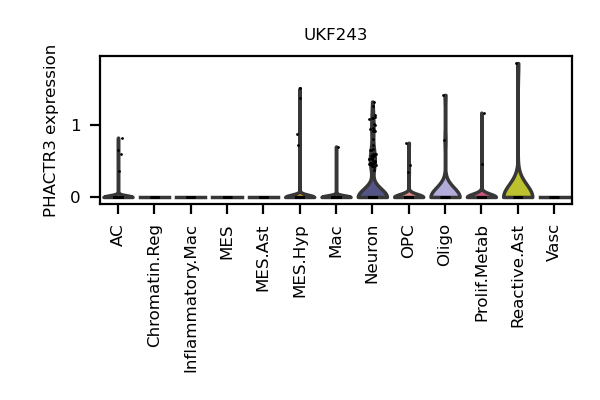 UKF243
PHACTR3 expression
1
0
AC
Chromatin.Reg
Inflammatory.Mac
MES
MES.Ast
MES.Hyp
Mac
Neuron
OPC
Oligo
Prolif.Metab
Reactive.Ast
Vasc